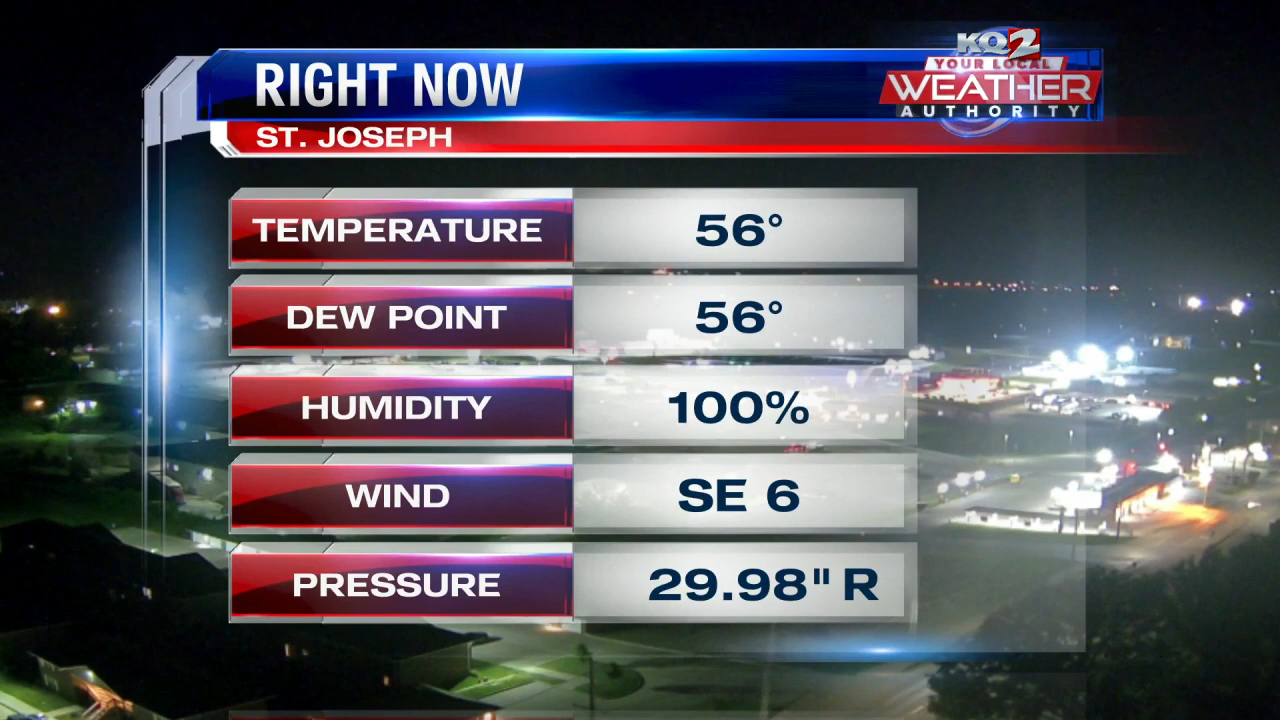 KQ2
YOUR LOCAL
WEATHER
AUTHORITY
RIGHT NOW
ST. JOSEPH
TEMPERATURE 56°
DEW POINT 56°
HUMIDITY 100%
WIND SE 6
PRESSURE 29.98" R